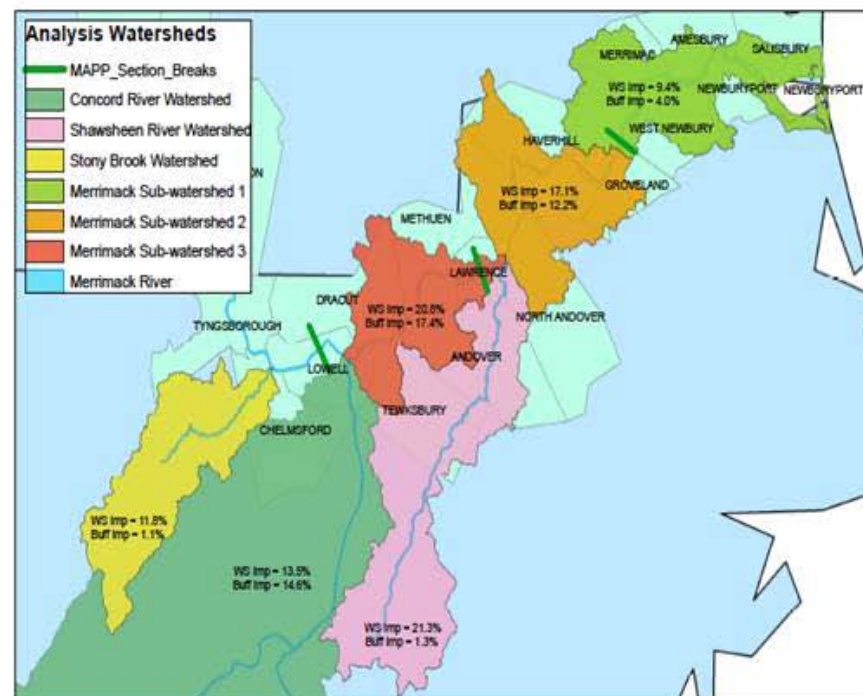 Analysis Watersheds
MAPP_Section_Breaks
Concord River Watershed
Shawsheen River Watershed
Stony Brook Watershed
Merrimack Sub-watershed 1
Merrimack Sub-watershed 2
Merrimack Sub-watershed 3
Merrimack River
ON
AMESBURY
MERRIMAC
SALISBURY
NEWBURYPORT
NEWBURYPORT
WS Imp = 9.4%
Buff Imp = 4.0%
WEST NEWBURY
HAVERHILL
GROVELAND
WS Imp = 17.1%
Buff Imp = 12.2%
METHUEN
LAWRENCE
DRACUT
WS Imp = 20.8%
Buff Imp = 17.4%
NORTH ANDOVER
TYNGSBOROUGH
ANDOVER
LOWELL
TEWKSBURY
CHELMSFORD
WS Imp = 11.8%
Buff Imp = 1.1%
WS Imp = 13.5%
Buff Imp = 14.6%
WS Imp = 21.3%
Buff Imp = 1.3%